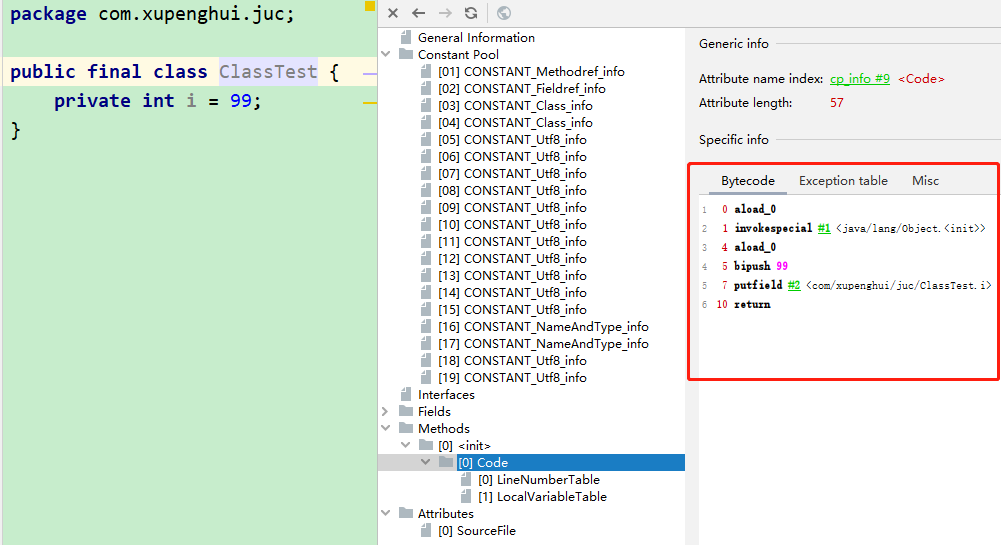 package com.xupenghui.juc;
public final class ClassTest {
private int i = 99;
}
General Information
Constant Pool
[01] CONSTANT_Methodref_info
[02] CONSTANT_Fieldref_info
[03] CONSTANT_Class_info
[04] CONSTANT_Class_info
[05] CONSTANT_Utf8_info
[06] CONSTANT_Utf8_info
[07] CONSTANT_Utf8_info
[08] CONSTANT_Utf8_info
[09] CONSTANT_Utf8_info
[10] CONSTANT_Utf8_info
[11] CONSTANT_Utf8_info
[12] CONSTANT_Utf8_info
[13] CONSTANT_Utf8_info
[14] CONSTANT_Utf8_info
[15] CONSTANT_Utf8_info
[16] CONSTANT_NameAndType_info
[17] CONSTANT_NameAndType_info
[18] CONSTANT_Utf8_info
[19] CONSTANT_Utf8_info
Interfaces
Fields
Methods
[0] <init>
[0] Code
[0] LineNumberTable
[1] LocalVariableTable
Attributes
[0] SourceFile
Generic info
Attribute name index: cp_info #9 <Code>
Attribute length: 57
Specific info
Bytecode Exception table Misc
1 0 aload_0
2 1 invokespecial #1 <java/lang/Object.<init>>
3 4 aload_0
4 5 bipush 99
5 7 putfield #2 <com/xupenghui/juc/ClassTest.i>
6 10 return